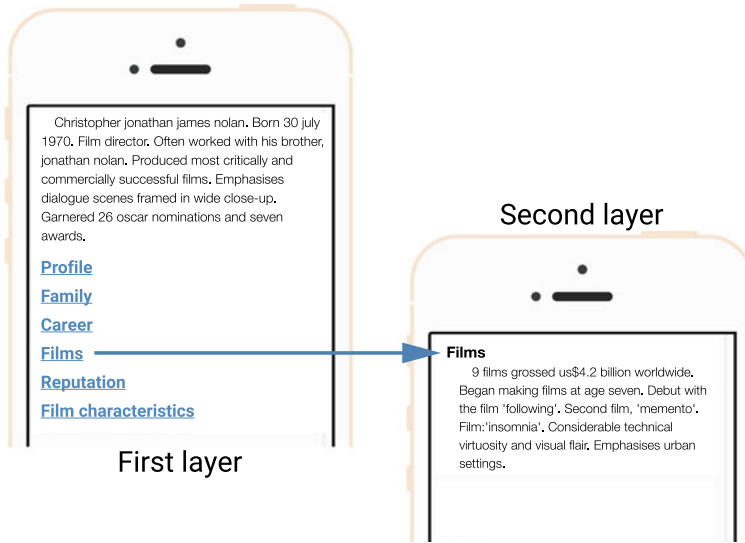 Christopher jonathan james nolan. Born 30 july
1970. Film director. Often worked with his brother,
jonathan nolan. Produced most critically and
commercially successful films. Emphasises
dialogue scenes framed in wide close-up.
Garnered 26 oscar nominations and seven
awards.
Profile
Family
Career
Films
Reputation
Film characteristics
First layer
Second layer
Films
9 films grossed us$4.2 billion worldwide.
Began making films at age seven. Debut with
the film 'following'. Second film, 'memento'.
Film:'insomnia'. Considerable technical
virtuosity and visual flair. Emphasises urban
settings.